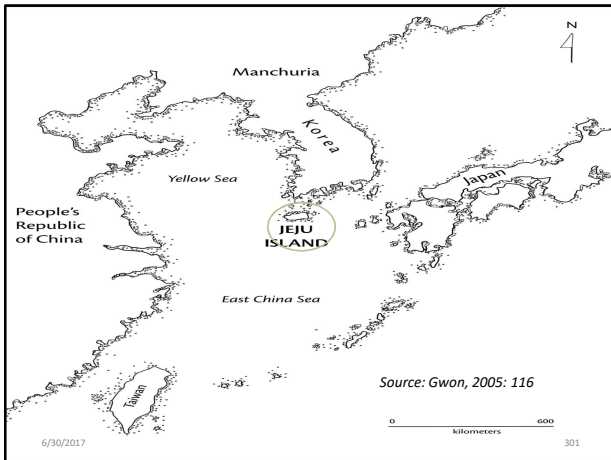 N
Manchuria
Korea
Yellow Sea
Japan
People's
Republic
of China
JEJU
ISLAND
East China Sea
Source: Gwon, 2005: 116
Taiwan
0 600
kilometers
6/30/2017 301